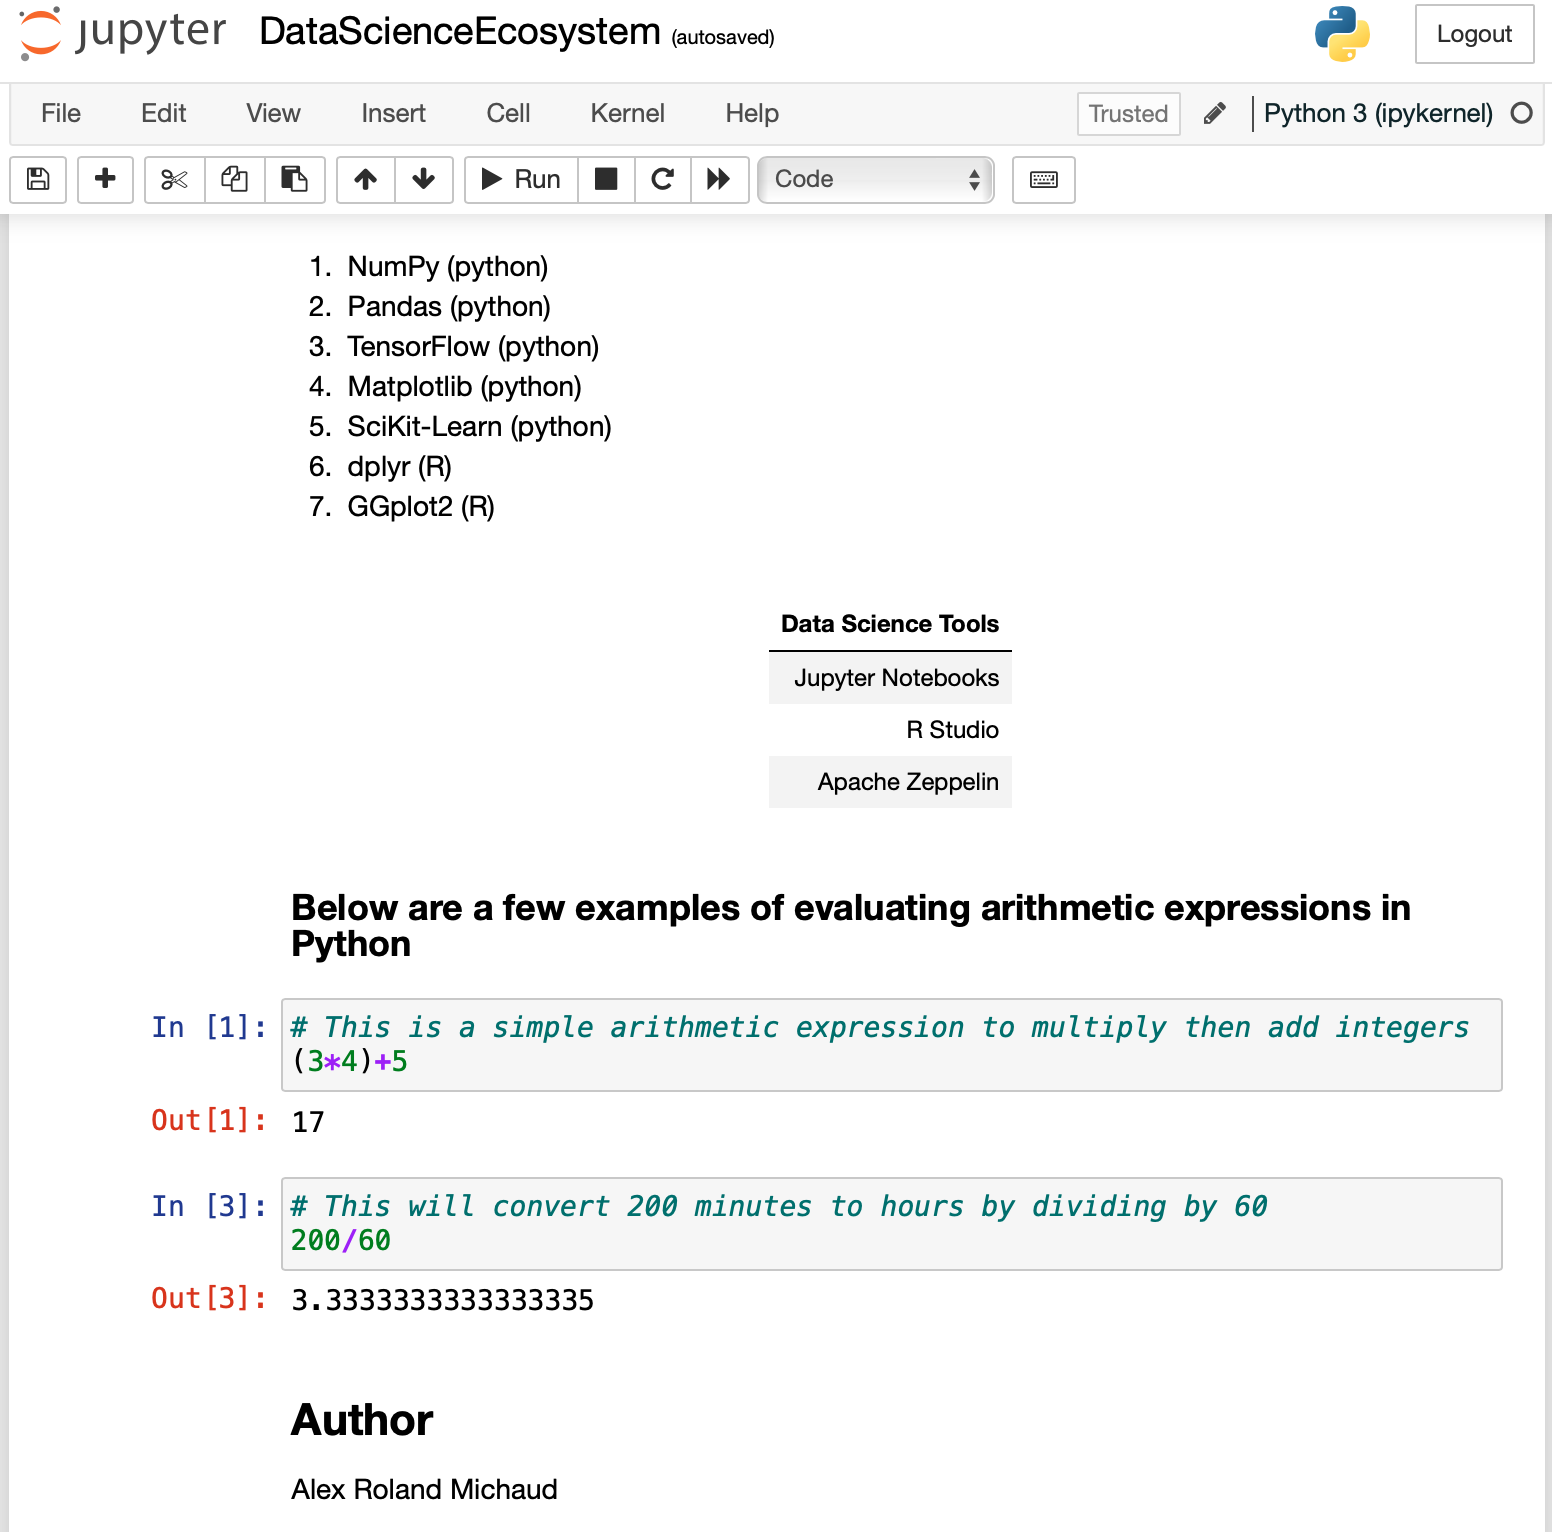 jupyter DataScienceEcosystem (autosaved) Logout
File Edit View Insert Cell Kernel Help Trusted Python 3 (ipykernel)
Run Code
1. NumPy (python)
2. Pandas (python)
3. TensorFlow (python)
4. Matplotlib (python)
5. SciKit-Learn (python)
6. dplyr (R)
7. GGplot2 (R)
Data Science Tools
Jupyter Notebooks
R Studio
Apache Zeppelin
Below are a few examples of evaluating arithmetic expressions in
Python
In [1]: # This is a simple arithmetic expression to multiply then add integers
(3*4)+5
Out[1]: 17
In [3]: # This will convert 200 minutes to hours by dividing by 60
200/60
Out[3]: 3.3333333333333335
Author
Alex Roland Michaud